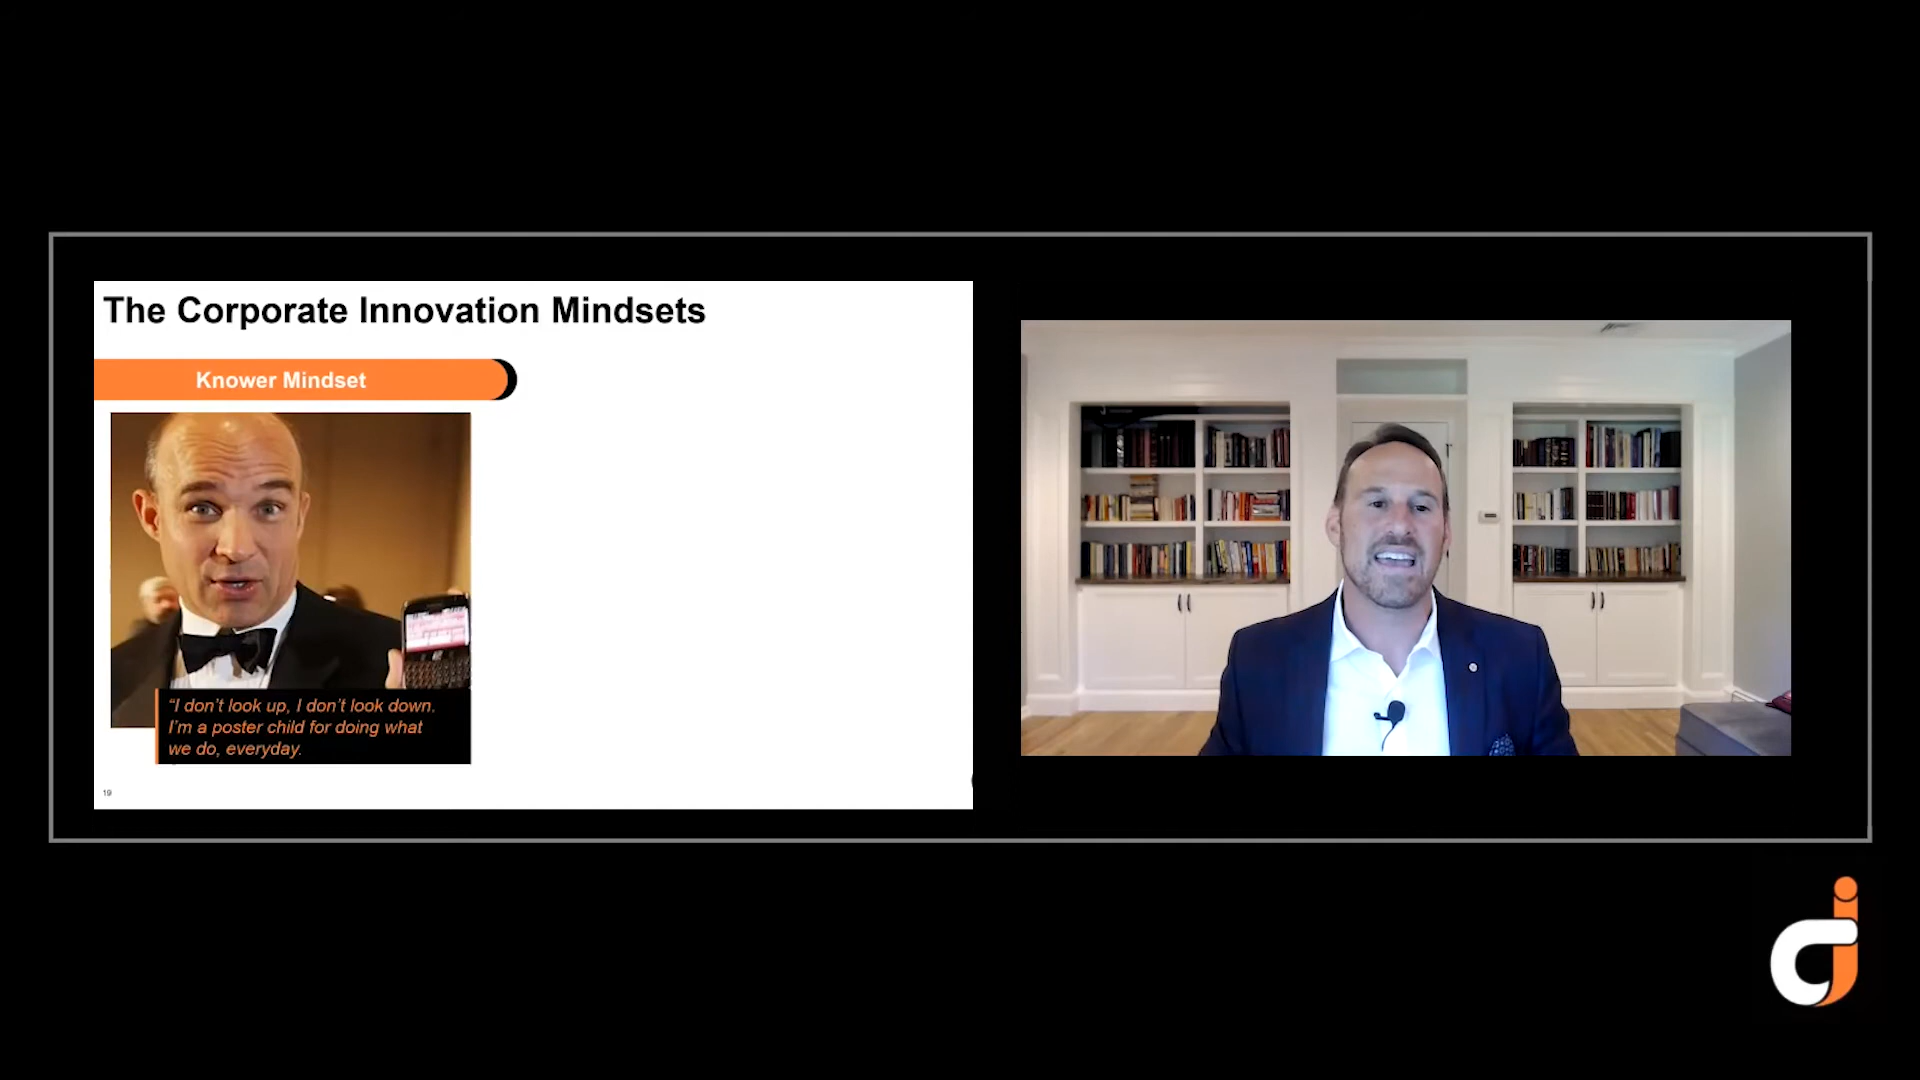 The Corporate Innovation Mindsets
Knower Mindset
“I don’t look up, I don’t look down.
I’m a poster child for doing what
we do, everyday.
19